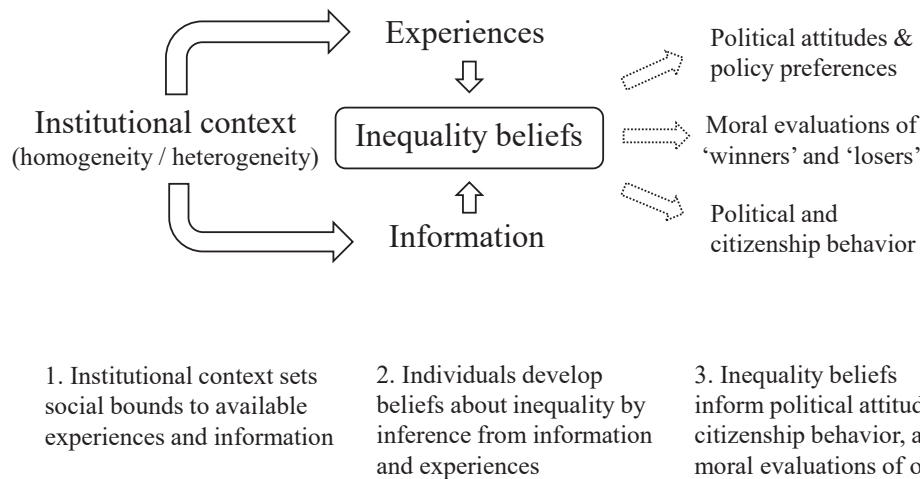 Experiences
Political attitudes &
policy preferences
Institutional context
(homogeneity / heterogeneity)
Inequality beliefs
Moral evaluations of
‘winners’ and ‘losers’
Information
Political and
citizenship behavior
1. Institutional context sets
social bounds to available
experiences and information
2. Individuals develop
beliefs about inequality by
inference from information
and experiences
3. Inequality beliefs
inform political
citizenship behavior,
moral evaluations of